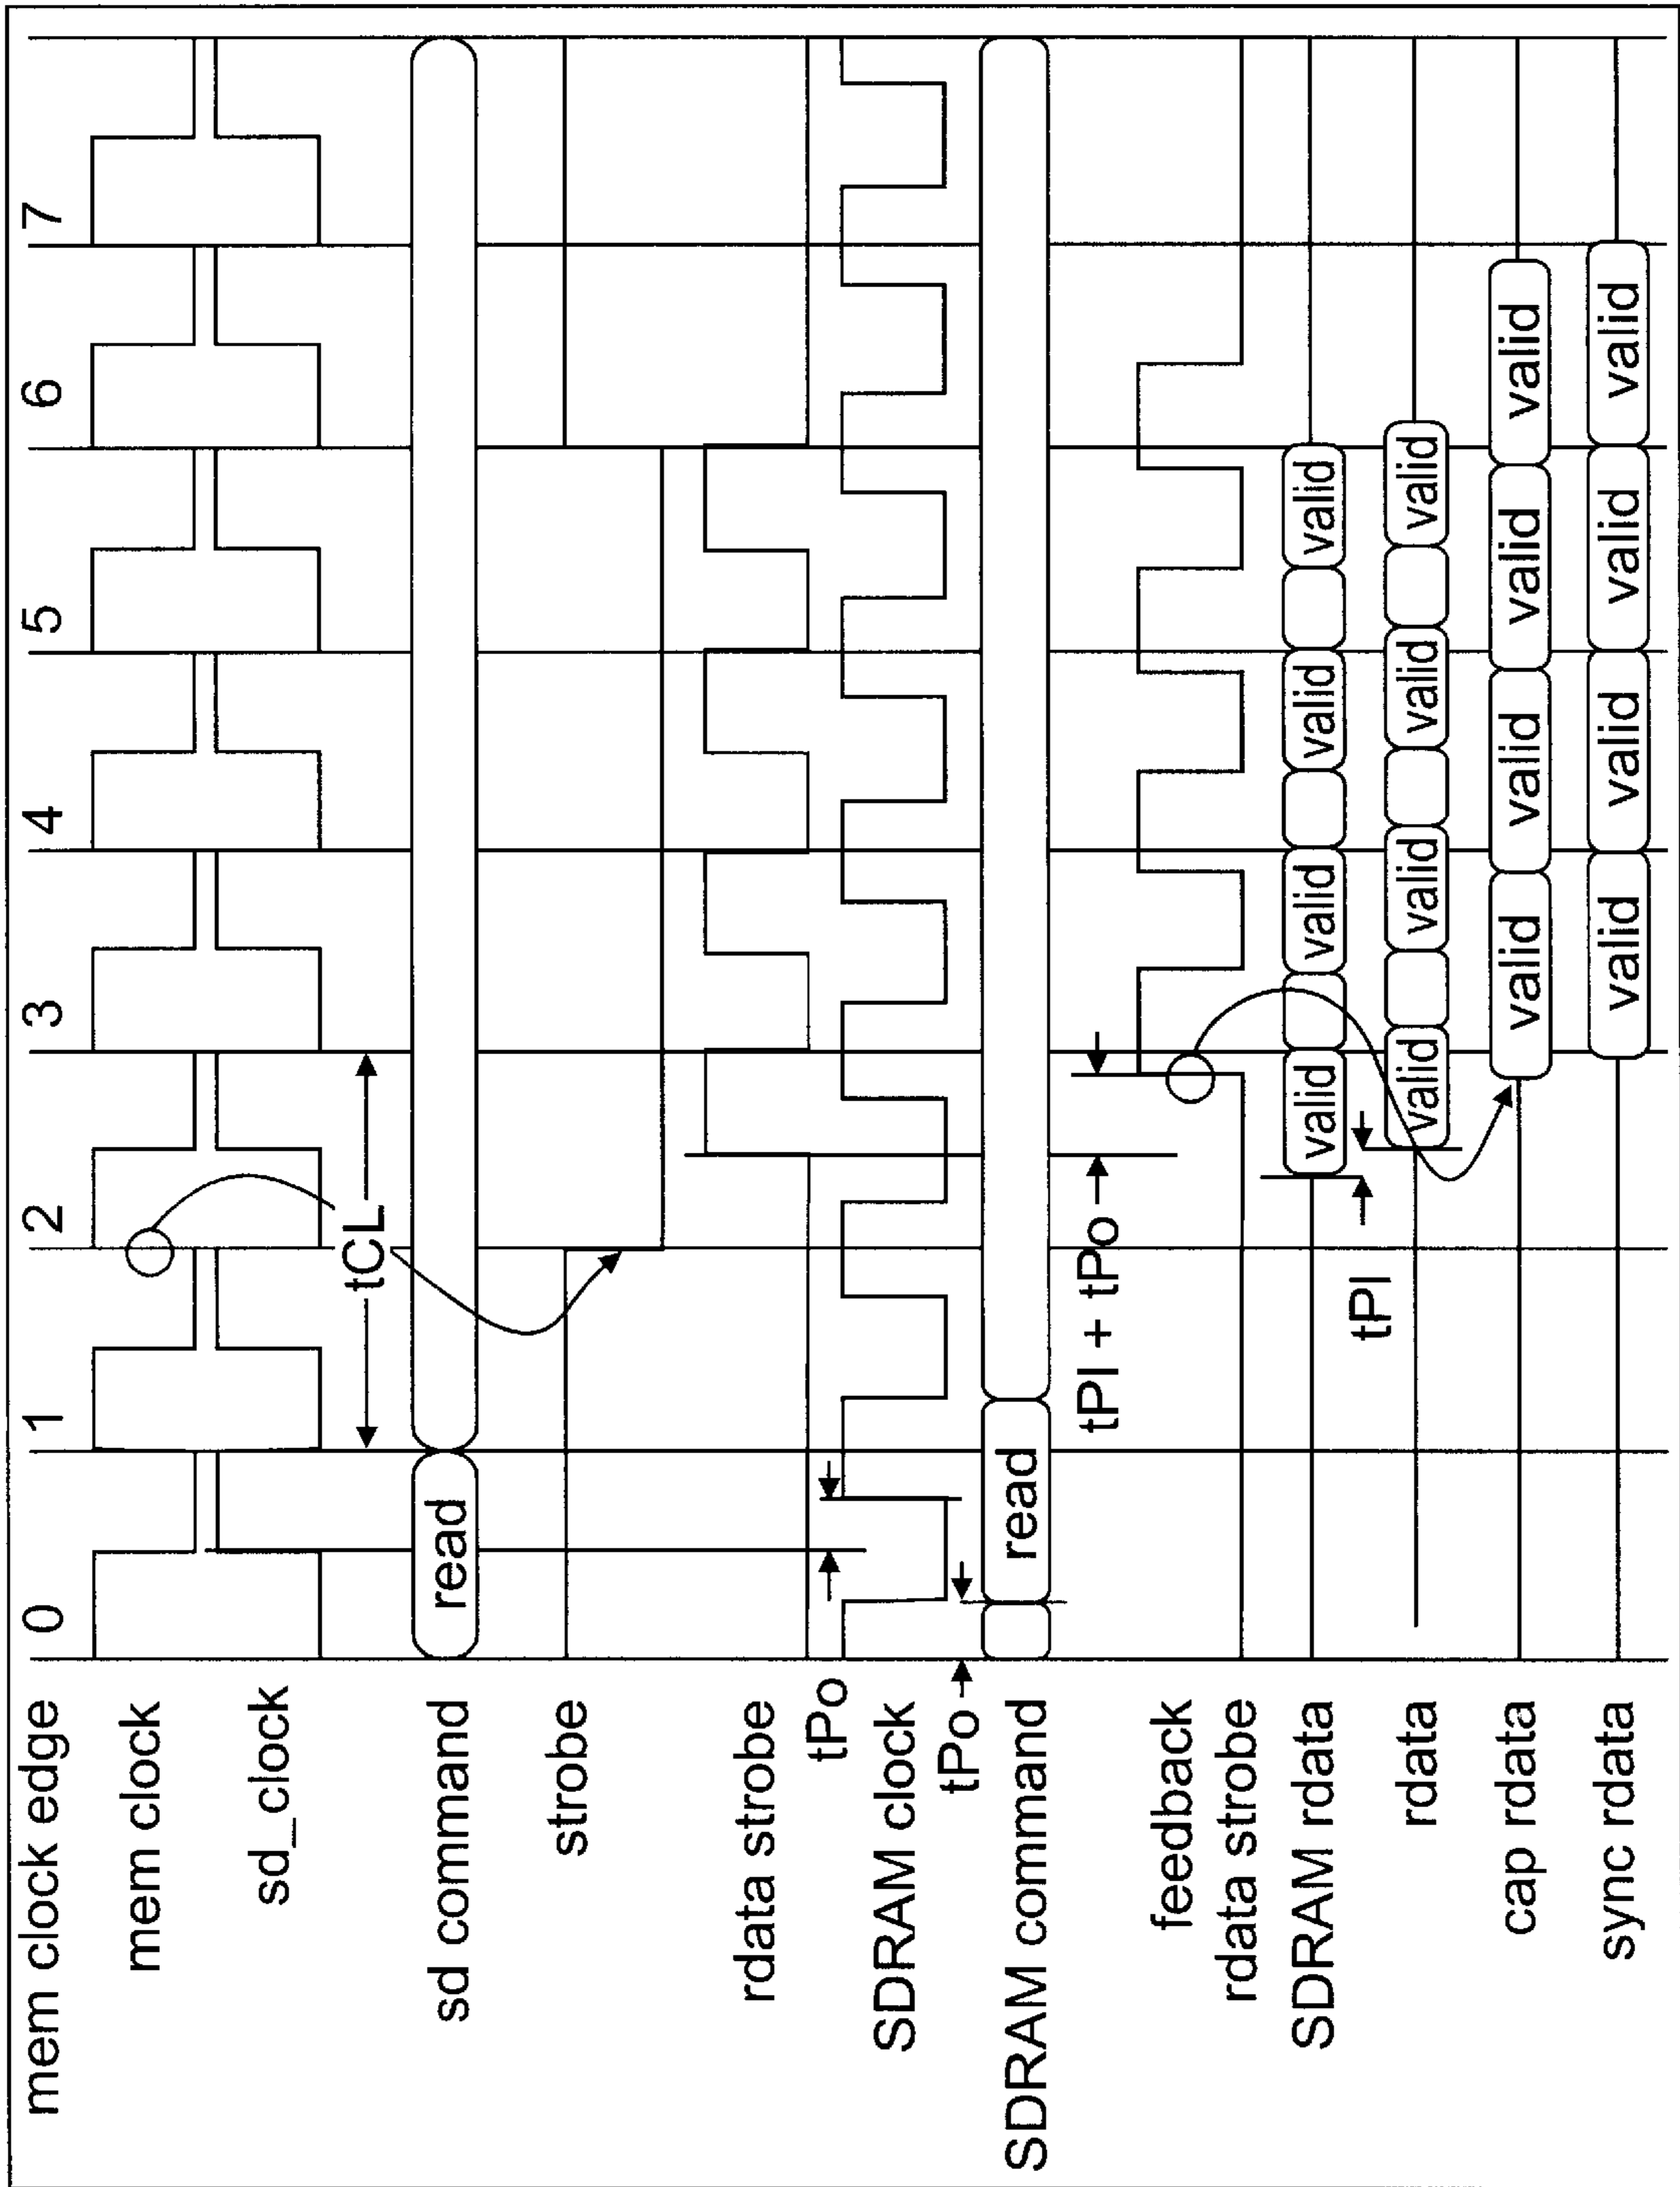 mem clock edge 0 1 2 3 4 5 6 7
mem clock
sd_clock
tCL
sd command read
strobe
rdata strobe
tPo
SDRAM clock
tPo
SDRAM command read
tPI + tPo
feedback
rdata strobe
SDRAM rdata valid valid valid valid
tPI
rdata valid valid valid valid
cap rdata valid valid valid valid
sync rdata valid valid valid valid